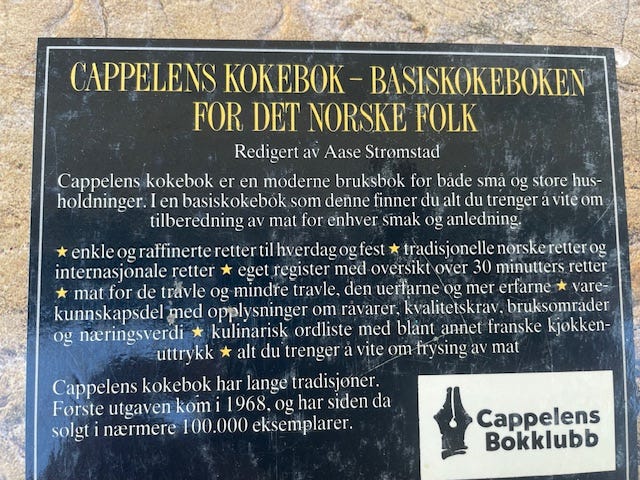 CAPPELENS KOKEBOK – BASISKOKEBOKEN
FOR DET NORSKE FOLK
Redigert av Aase Strømstad
Cappelens kokebok er en moderne bruksbok for både små og store hus-
holdninger. I en basiskokebok som denne finner du alt du trenger å vite om
tilberedning av mat for enhver smak og anledning.
★ enkle og raffinerte retter til hverdag og fest ★ tradisjonelle norske retter og
internasjonale retter ★ eget register med oversikt over 30 minutters retter
★ mat for de travle og mindre travle, den uerfarne og mer erfarne ★ vare-
kunnskapsdel med opplysninger om råvarer, kvalitetskrav, bruksområder
og næringsverdi ★ kulinarisk ordliste med blant annet franske kjøkken-
uttrykk ★ alt du trenger å vite om frysing av mat
Cappelens kokebok har lange tradisjoner.
Første utgaven kom i 1968, og har siden da
solgt i nærmere 100.000 eksemplarer.
Cappelens
Bokklubb